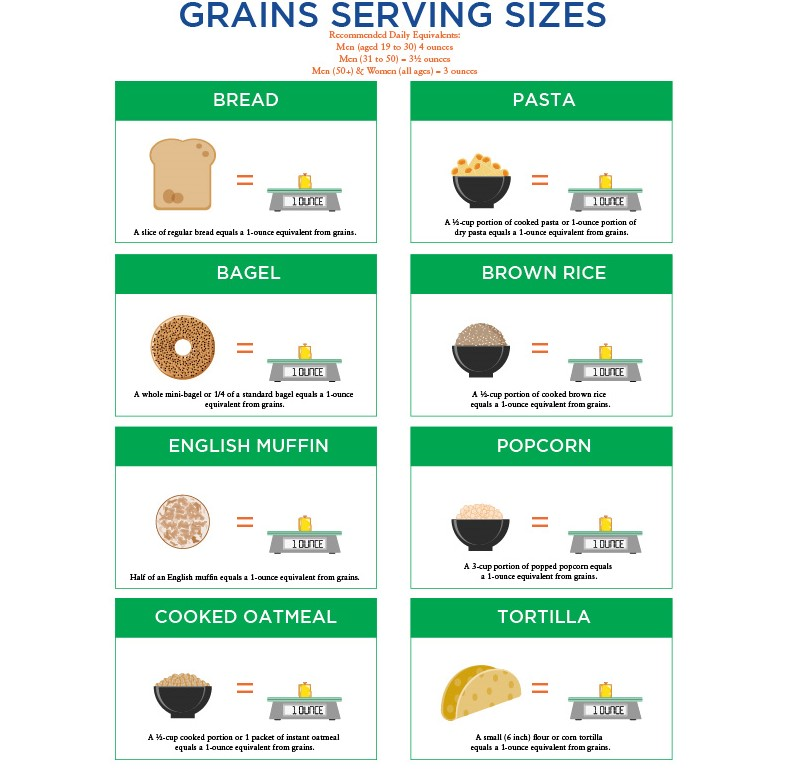 GRAINS SERVING SIZES
Recommended Daily Equivalents:
Men (aged 19 to 30) 4 ounces
Men (31 to 50) = 3½ ounces
Men (50+) & Women (all ages) = 3 ounces
BREAD
=
1 OUNCE
A slice of regular bread equals a 1-ounce equivalent from grains.
PASTA
=
1 OUNCE
A ½-cup portion of cooked pasta or 1-ounce portion of
dry pasta equals a 1-ounce equivalent from grains.
BAGEL
=
1 OUNCE
A whole mini-bagel or 1/4 of a standard bagel equals a 1-ounce
equivalent from grains.
BROWN RICE
=
1 OUNCE
A ½-cup portion of cooked brown rice
equals a 1-ounce equivalent from grains.
ENGLISH MUFFIN
=
1 OUNCE
Half of an English muffin equals a 1-ounce equivalent from grains.
POPCORN
=
1 OUNCE
A 3-cup portion of popped popcorn equals
a 1-ounce equivalent from grains.
COOKED OATMEAL
=
1 OUNCE
A ½-cup cooked portion or 1 packet of instant oatmeal
equals a 1-ounce equivalent from grains.
TORTILLA
=
1 OUNCE
A small (6 inch) flour or corn tortilla
equals a 1-ounce equivalent from grains.